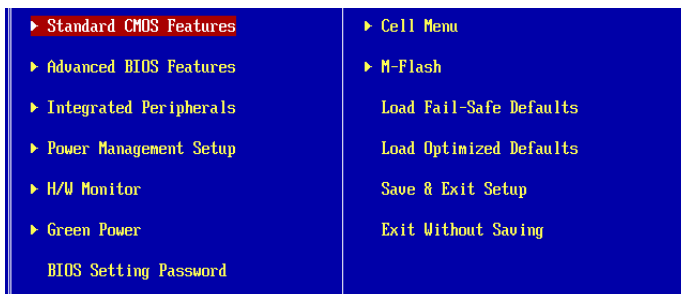 Standard CMOS Features
Advanced BIOS Features
Integrated Peripherals
Power Management Setup
H/W Monitor
Green Power
BIOS Setting Password
Cell Menu
M-Flash
Load Fail-Safe Defaults
Load Optimized Defaults
Save & Exit Setup
Exit Without Saving